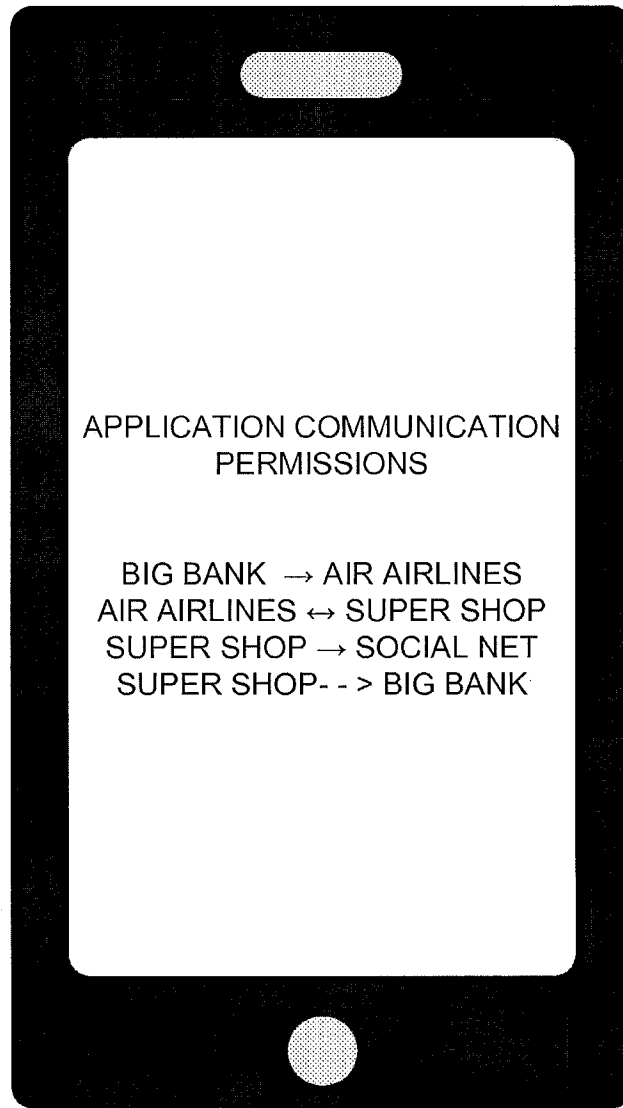 APPLICATION COMMUNICATION
PERMISSIONS
BIG BANK → AIR AIRLINES
AIR AIRLINES ↔ SUPER SHOP
SUPER SHOP → SOCIAL NET
SUPER SHOP- - > BIG BANK